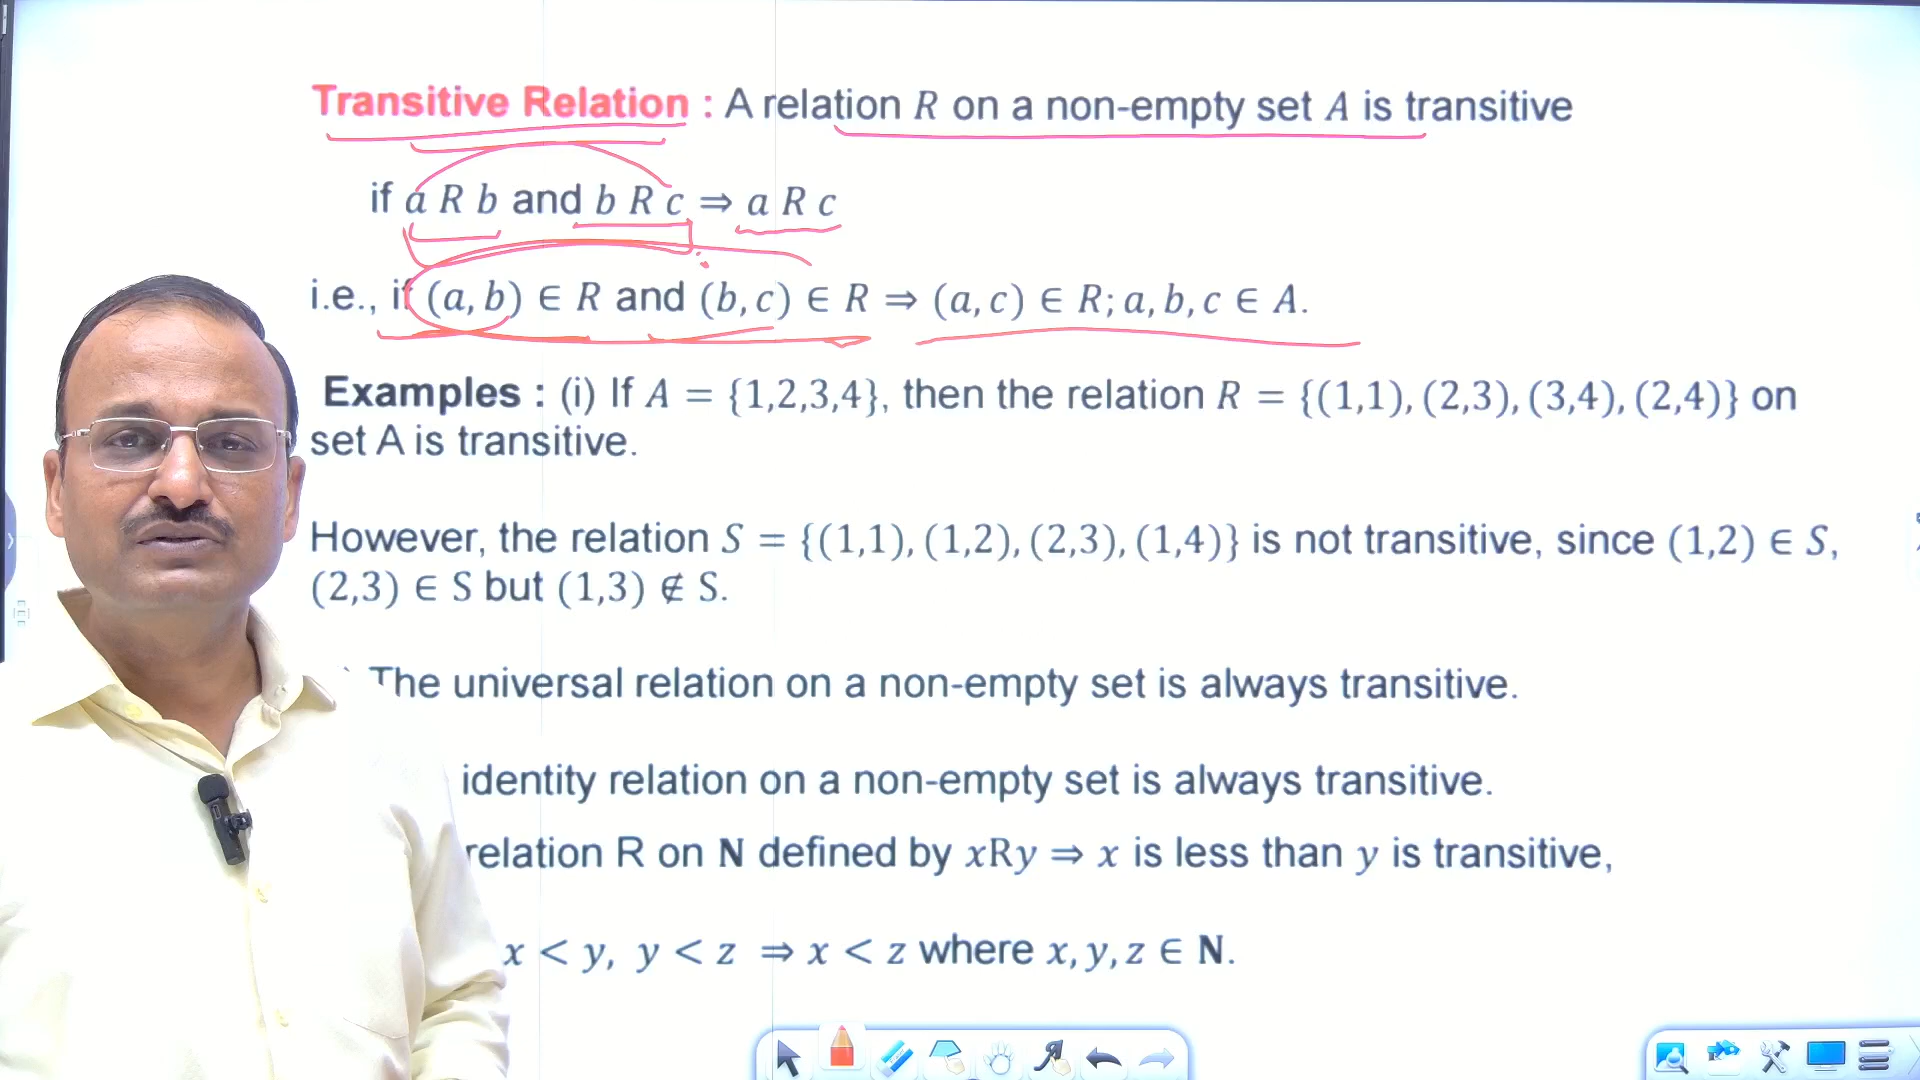 Transitive Relation : A relation R on a non-empty set A is transitive
if a R b and b R c ⇒ a R c
i.e., if (a, b) ∈ R and (b, c) ∈ R ⇒ (a, c) ∈ R; a, b, c ∈ A.
Examples : (i) If A = {1,2,3,4}, then the relation R = {(1,1), (2,3), (3,4), (2,4)} on
set A is transitive.
However, the relation S = {(1,1), (1,2), (2,3), (1,4)} is not transitive, since (1,2) ∈ S,
(2,3) ∈ S but (1,3) ∉ S.
The universal relation on a non-empty set is always transitive.
identity relation on a non-empty set is always transitive.
relation R on N defined by xRy ⇒ x is less than y is transitive,
x < y, y < z ⇒ x < z where x, y, z ∈ N.